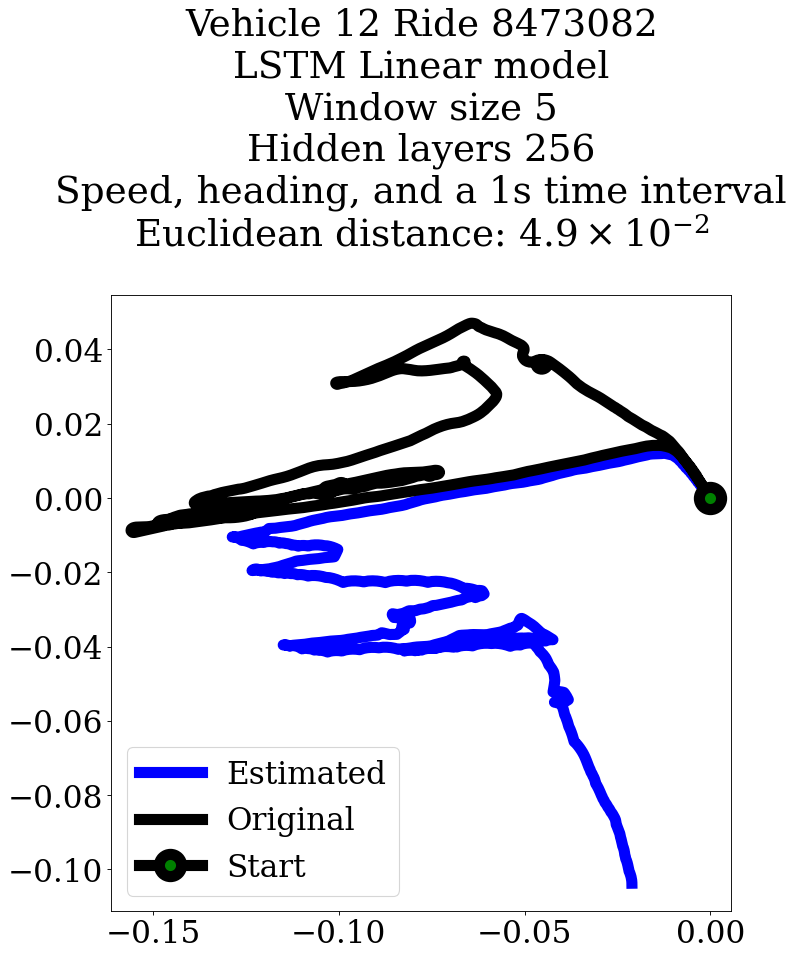 Vehicle 12 Ride 8473082
LSTM Linear model
Window size 5
Hidden layers 256
Speed, heading, and a 1s time interval
Euclidean distance: 4.9 × 10⁻²
0.04
0.02
0.00
−0.02
−0.04
−0.06
−0.08
−0.10
Estimated
Original
Start
−0.15
−0.10
−0.05
0.00